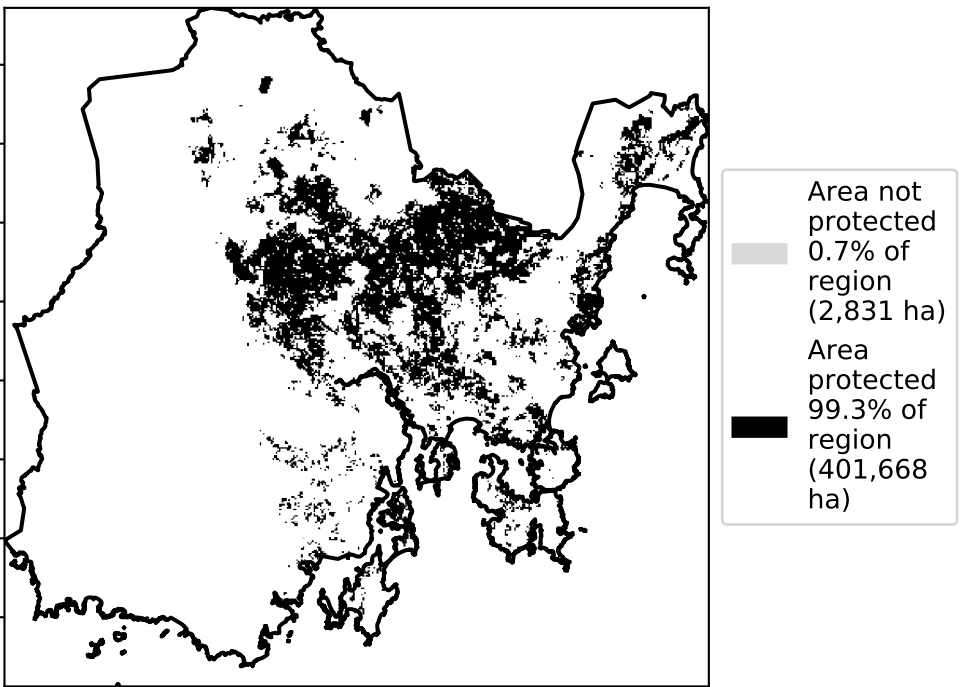 Area not
protected
0.7% of
region
(2,831 ha)
Area
protected
99.3% of
region
(401,668
ha)